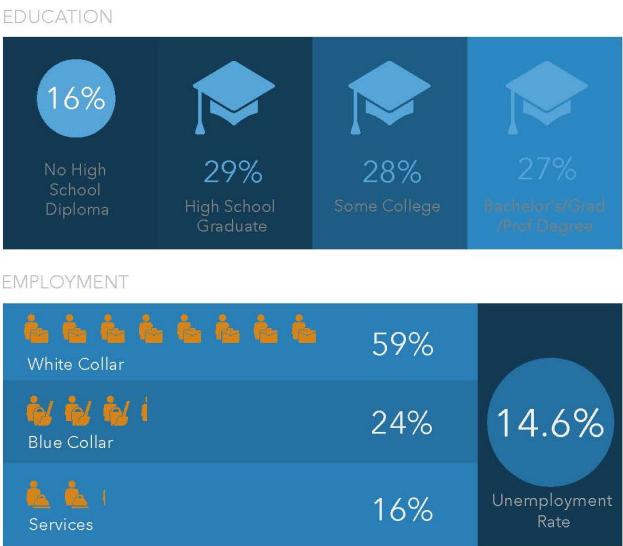 EDUCATION
16%
No High
School
Diploma
29%
High School
Graduate
28%
Some College
27%
Bachelor's/Grad
/Prof Degree
EMPLOYMENT
White Collar
59%
Blue Collar
24%
Services
16%
14.6%
Unemployment
Rate